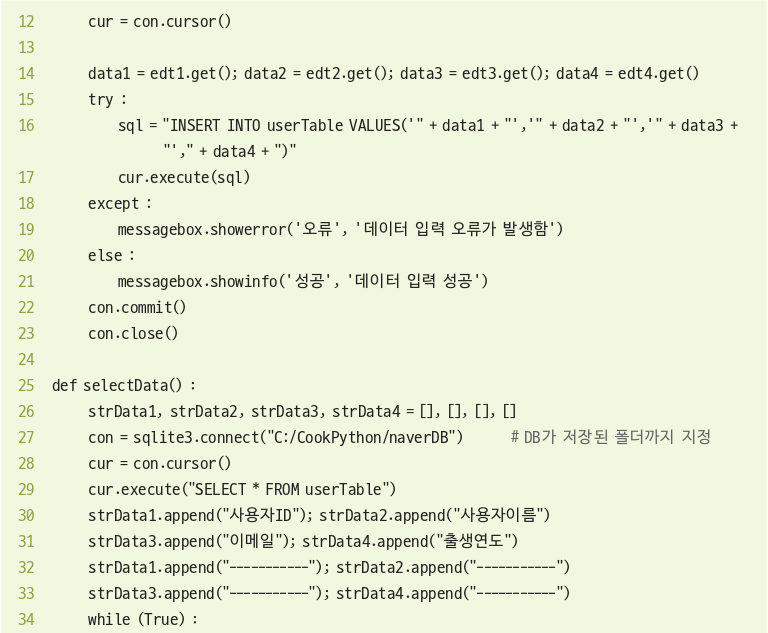 12 cur = con.cursor()
13
14 data1 = edt1.get(); data2 = edt2.get(); data3 = edt3.get(); data4 = edt4.get()
15 try :
16 sql = "INSERT INTO userTable VALUES('" + data1 + "','" + data2 + "','" + data3 +
"'," + data4 + ")"
17 cur.execute(sql)
18 except :
19 messagebox.showerror('오류', '데이터 입력 오류가 발생함')
20 else :
21 messagebox.showinfo('성공', '데이터 입력 성공')
22 con.commit()
23 con.close()
24
25 def selectData() :
26 strData1, strData2, strData3, strData4 = [], [], [], []
27 con = sqlite3.connect("C:/CookPython/naverDB") # DB가 저장된 폴더까지 지정
28 cur = con.cursor()
29 cur.execute("SELECT * FROM userTable")
30 strData1.append("사용자ID"); strData2.append("사용자이름")
31 strData3.append("이메일"); strData4.append("출생연도")
32 strData1.append("-----------"); strData2.append("-----------")
33 strData3.append("-----------"); strData4.append("-----------")
34 while (True) :